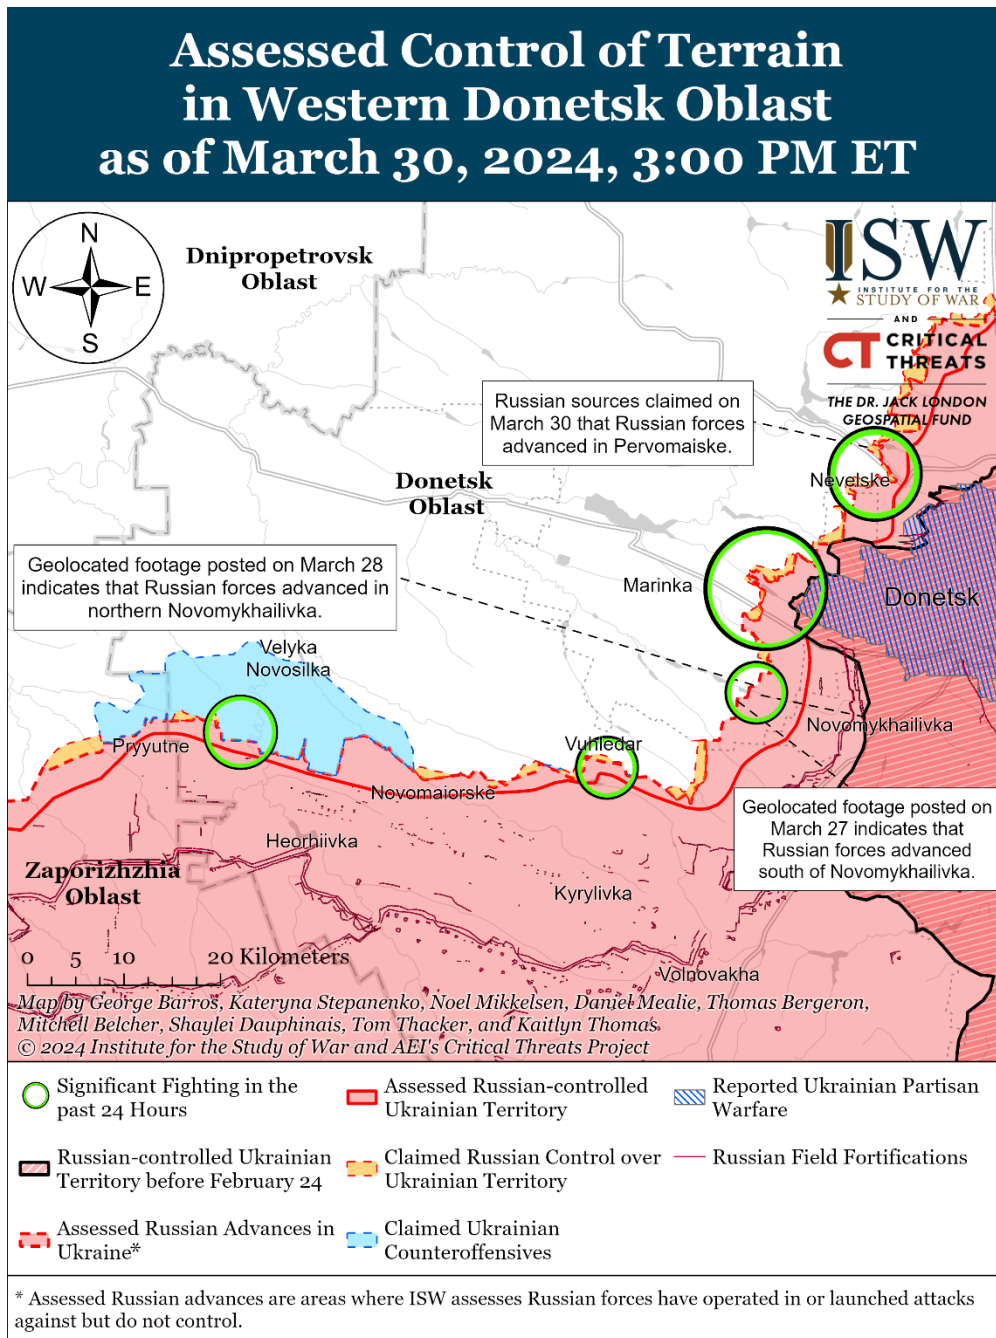 Assessed Control of Terrain
in Western Donetsk Oblast
as of March 30, 2024, 3:00 PM ET
N
W
E
S
Dnipropetrovsk
Oblast
ISW
INSTITUTE FOR THE
STUDY OF WAR
AND
CT CRITICAL
THREATS
THE DR. JACK LONDON
GEOSPATIAL FUND
Russian sources claimed on
March 30 that Russian forces
advanced in Pervomaiske.
Donetsk
Oblast
Nevelske
Geolocated footage posted on March 28
indicates that Russian forces advanced in
northern Novomykhailivka.
Marinka
Donetsk
Velyka
Novosilka
Novomykhailivka
Pryyutne
Vuhledar
Novomaiorske
Geolocated footage posted on
March 27 indicates that
Russian forces advanced
south of Novomykhailivka.
Heorhiivka
Zaporizhzhia
Oblast
Kyrylivka
0 5 10 20 Kilometers
Volnovakha
Map by George Barros, Kateryna Stepanenko, Noel Mikkelsen, Daniel Mealie, Thomas Bergeron,
Mitchell Belcher, Shaylei Dauphinais, Tom Thacker, and Kaitlyn Thomas.
© 2024 Institute for the Study of War and AEI's Critical Threats Project
Significant Fighting in the
past 24 Hours
Assessed Russian-controlled
Ukrainian Territory
Reported Ukrainian Partisan
Warfare
Russian-controlled Ukrainian
Territory before February 24
Claimed Russian Control over
Ukrainian Territory
Russian Field Fortifications
Assessed Russian Advances in
Ukraine*
Claimed Ukrainian
Counteroffensives
* Assessed Russian advances are areas where ISW assesses Russian forces have operated in or launched attacks
against but do not control.